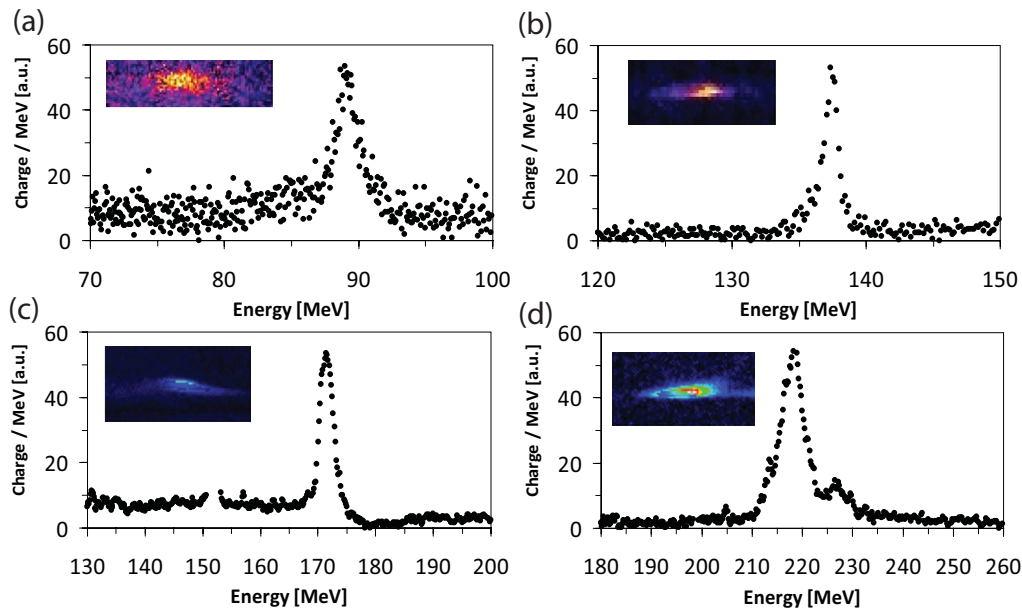 (a)
Charge / MeV [a.u.]
60
40
20
0
70 80 90 100
Energy [MeV]
(b)
Charge / MeV [a.u.]
60
40
20
0
120 130 140 150
Energy [MeV]
(c)
Charge / MeV [a.u.]
60
40
20
0
130 140 150 160 170 180 190 200
Energy [MeV]
(d)
Charge / MeV [a.u.]
60
40
20
0
180 190 200 210 220 230 240 250 260
Energy [MeV]